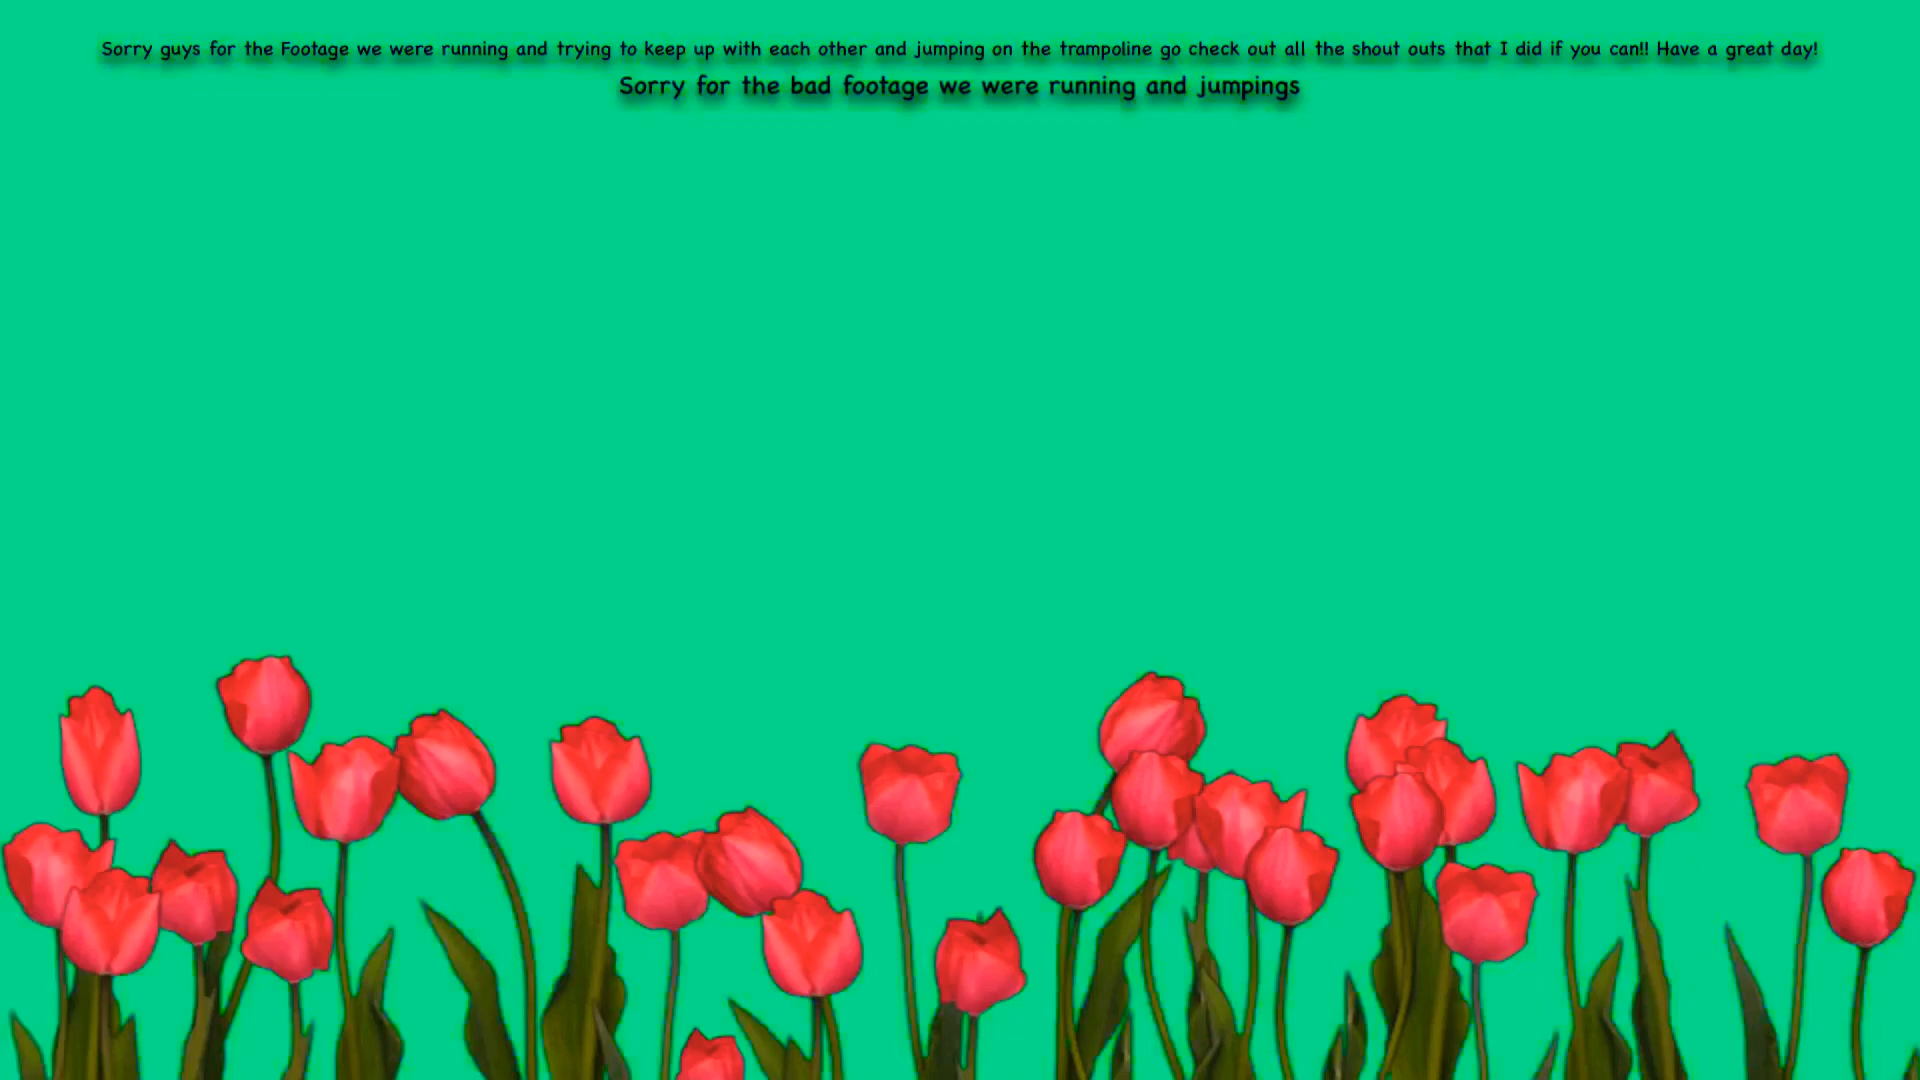 Sorry guys for the Footage we were running and trying to keep up with each other and jumping on the trampoline go check out all the shout outs that I did if you can!! Have a great day!
Sorry for the bad footage we were running and jumpings